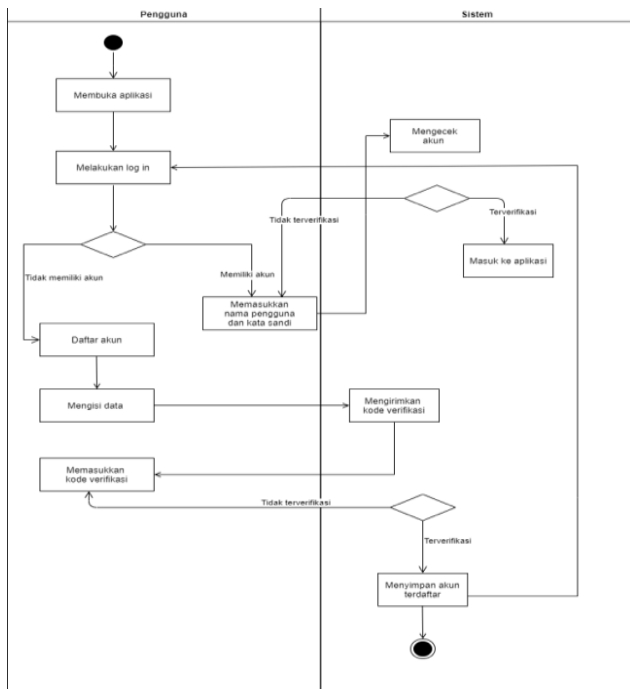 Pengguna
Sistem
Membuka aplikasi
Mengecek
akun
Melakukan log in
Tidak terverifikasi
Terverifikasi
Masuk ke aplikasi
Tidak memiliki akun
Memiliki akun
Memasukkan
nama pengguna
dan kata sandi
Daftar akun
Mengisi data
Mengirimkan
kode verifikasi
Memasukkan
kode verifikasi
Tidak terverifikasi
Terverifikasi
Menyimpan akun
terdaftar